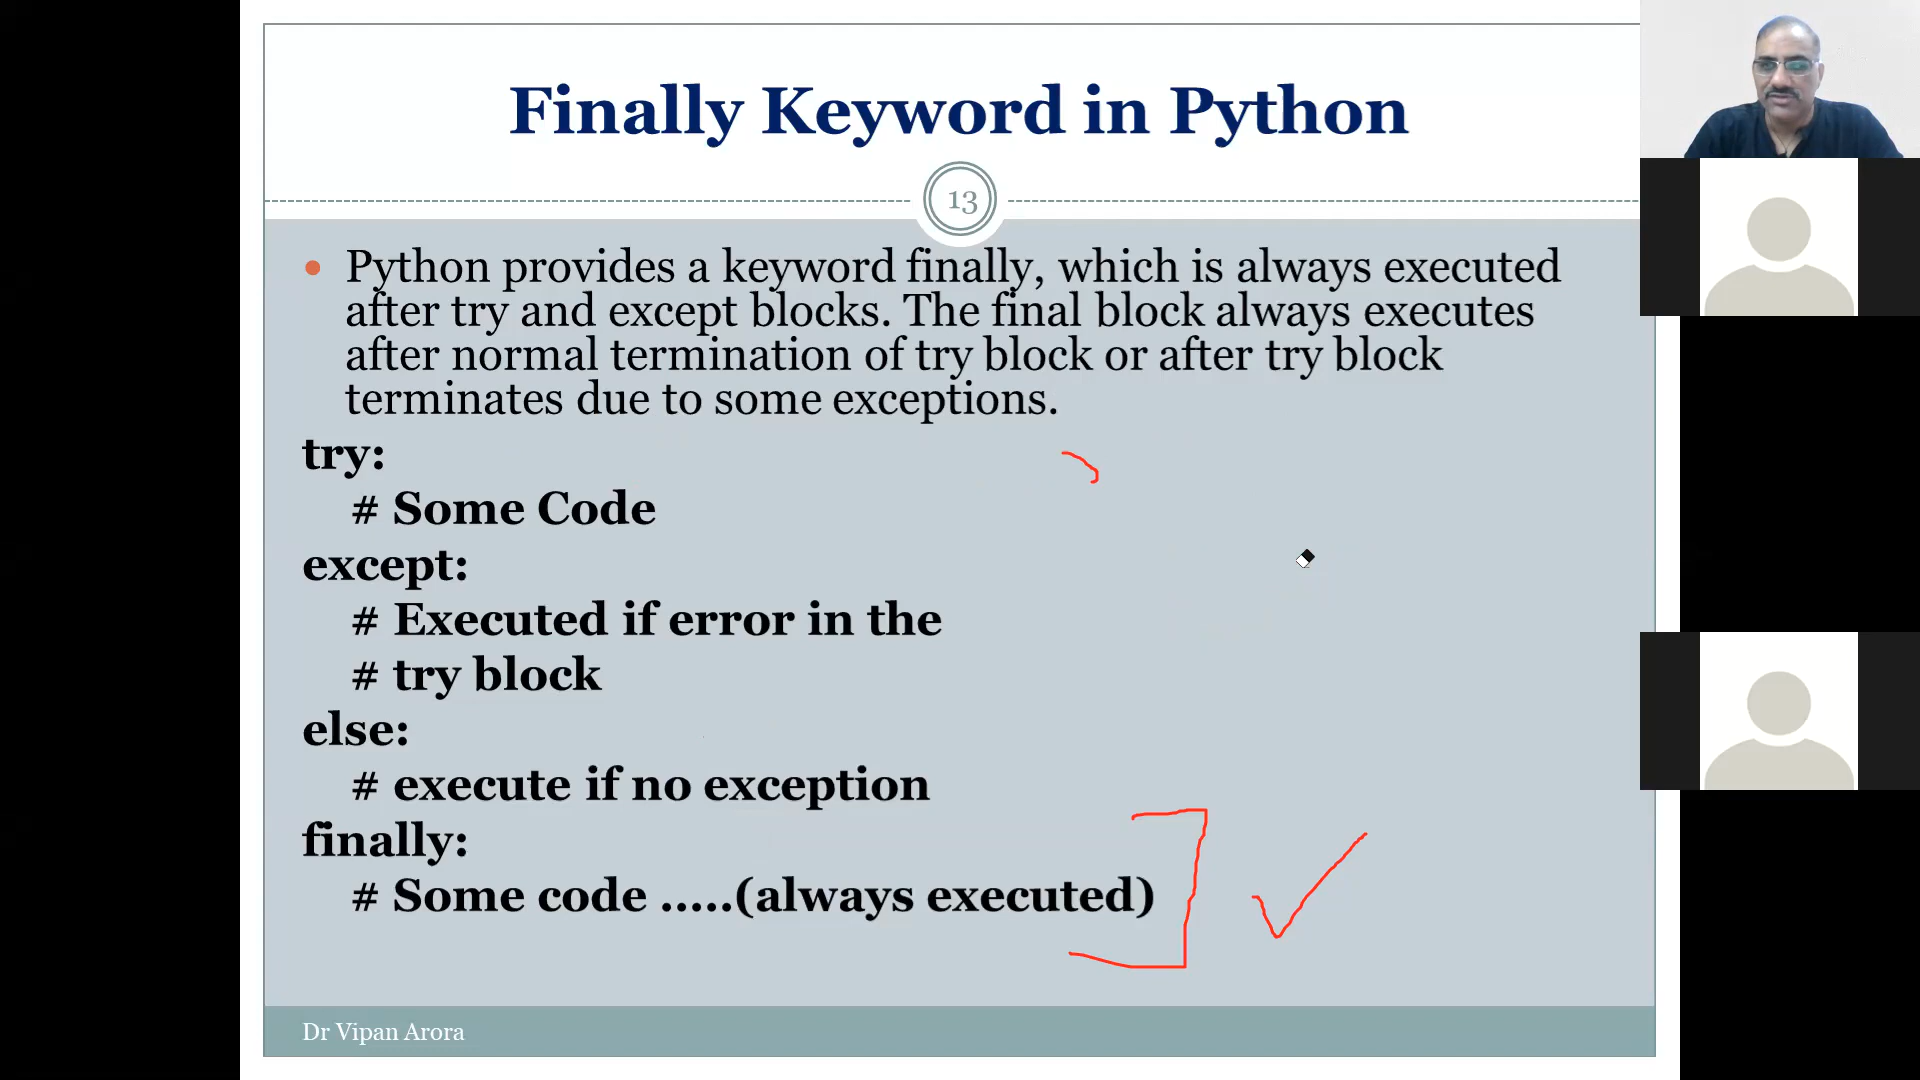 Finally Keyword in Python
13
Python provides a keyword finally, which is always executed
after try and except blocks. The final block always executes
after normal termination of try block or after try block
terminates due to some exceptions.
try:
# Some Code
except:
# Executed if error in the
# try block
else:
# execute if no exception
finally:
# Some code .....(always executed)
Dr Vipan Arora